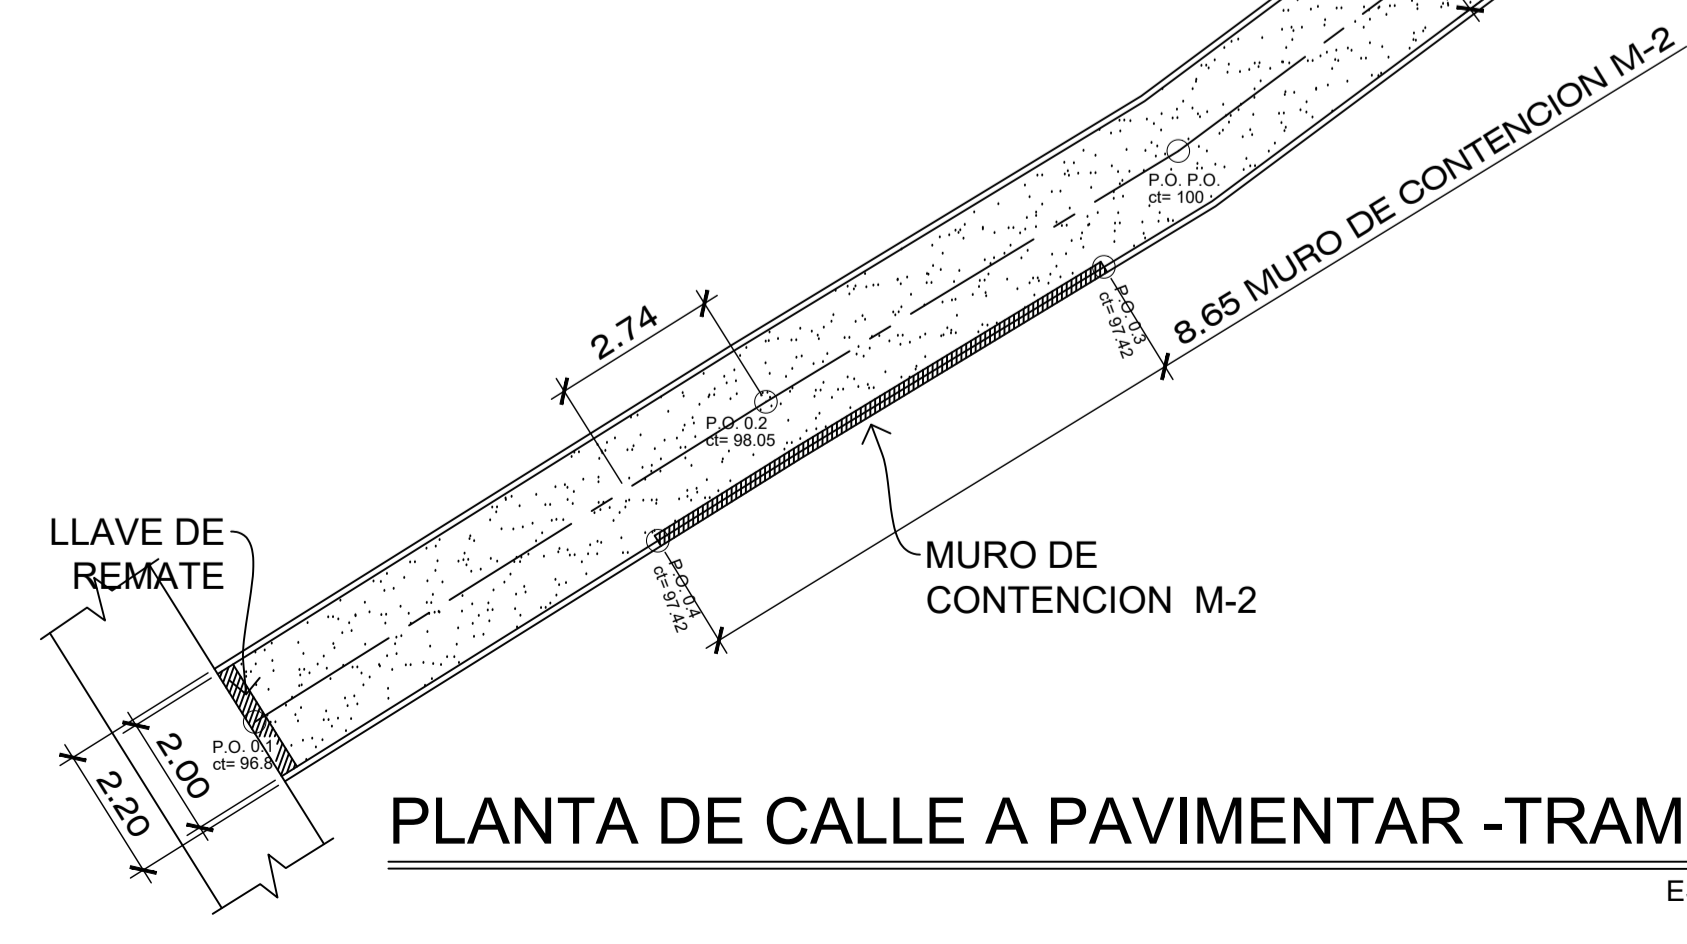 8.65 MURO DE CONTENCION M-2
P.O. P.O.
ct= 100
P.O. 0.3
ct= 97.42
2.74
P.O. 0.2
ct= 98.05
LLAVE DE
REMATE
MURO DE
CONTENCION M-2
P.O. 0.4
ct= 97.42
P.O. 0.1
ct= 96.8
2.00
2.20
PLANTA DE CALLE A PAVIMENTAR -TRAM